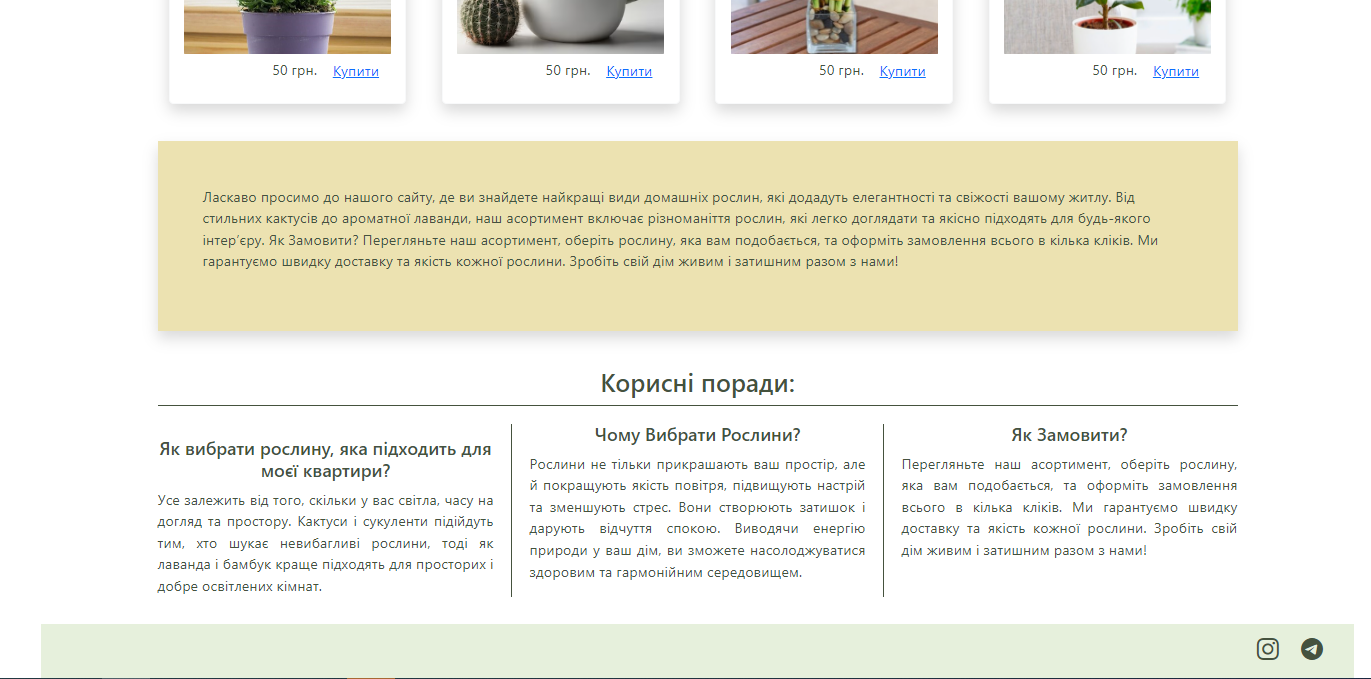 50 грн. Купити
50 грн. Купити
50 грн. Купити
50 грн. Купити
Ласкаво просимо до нашого сайту, де ви знайдете найкращі види домашніх рослин, які додадуть елегантності та свіжості вашому житлу. Від
стильних кактусів до ароматної лаванди, наш асортимент включає різноманіття рослин, які легко доглядати та якісно підходять для будь-якого
інтер'єру. Як Замовити? Перегляньте наш асортимент, оберіть рослину, яка вам подобається, та оформіть замовлення всього в кілька кліків. Ми
гарантуємо швидку доставку та якість кожної рослини. Зробіть свій дім живим і затишним разом з нами!
Корисні поради:
Як вибрати рослину, яка підходить для
моєї квартири?
Усе залежить від того, скільки у вас світла, часу на
догляд та простору. Кактуси і сукуленти підійдуть
тим, хто шукає невибагливі рослини, тоді як
лаванда і бамбук краще підходять для просторих і
добре освітлених кімнат.
Чому Вибрати Рослини?
Рослини не тільки прикрашають ваш простір, але
й покращують якість повітря, підвищують настрій
та зменшують стрес. Вони створюють затишок і
дарують відчуття спокою. Виводячи енергію
природи у ваш дім, ви зможете насолоджуватися
здоровим та гармонійним середовищем.
Як Замовити?
Перегляньте наш асортимент, оберіть рослину,
яка вам подобається, та оформіть замовлення
всього в кілька кліків. Ми гарантуємо швидку
доставку та якість кожної рослини. Зробіть свій
дім живим і затишним разом з нами!